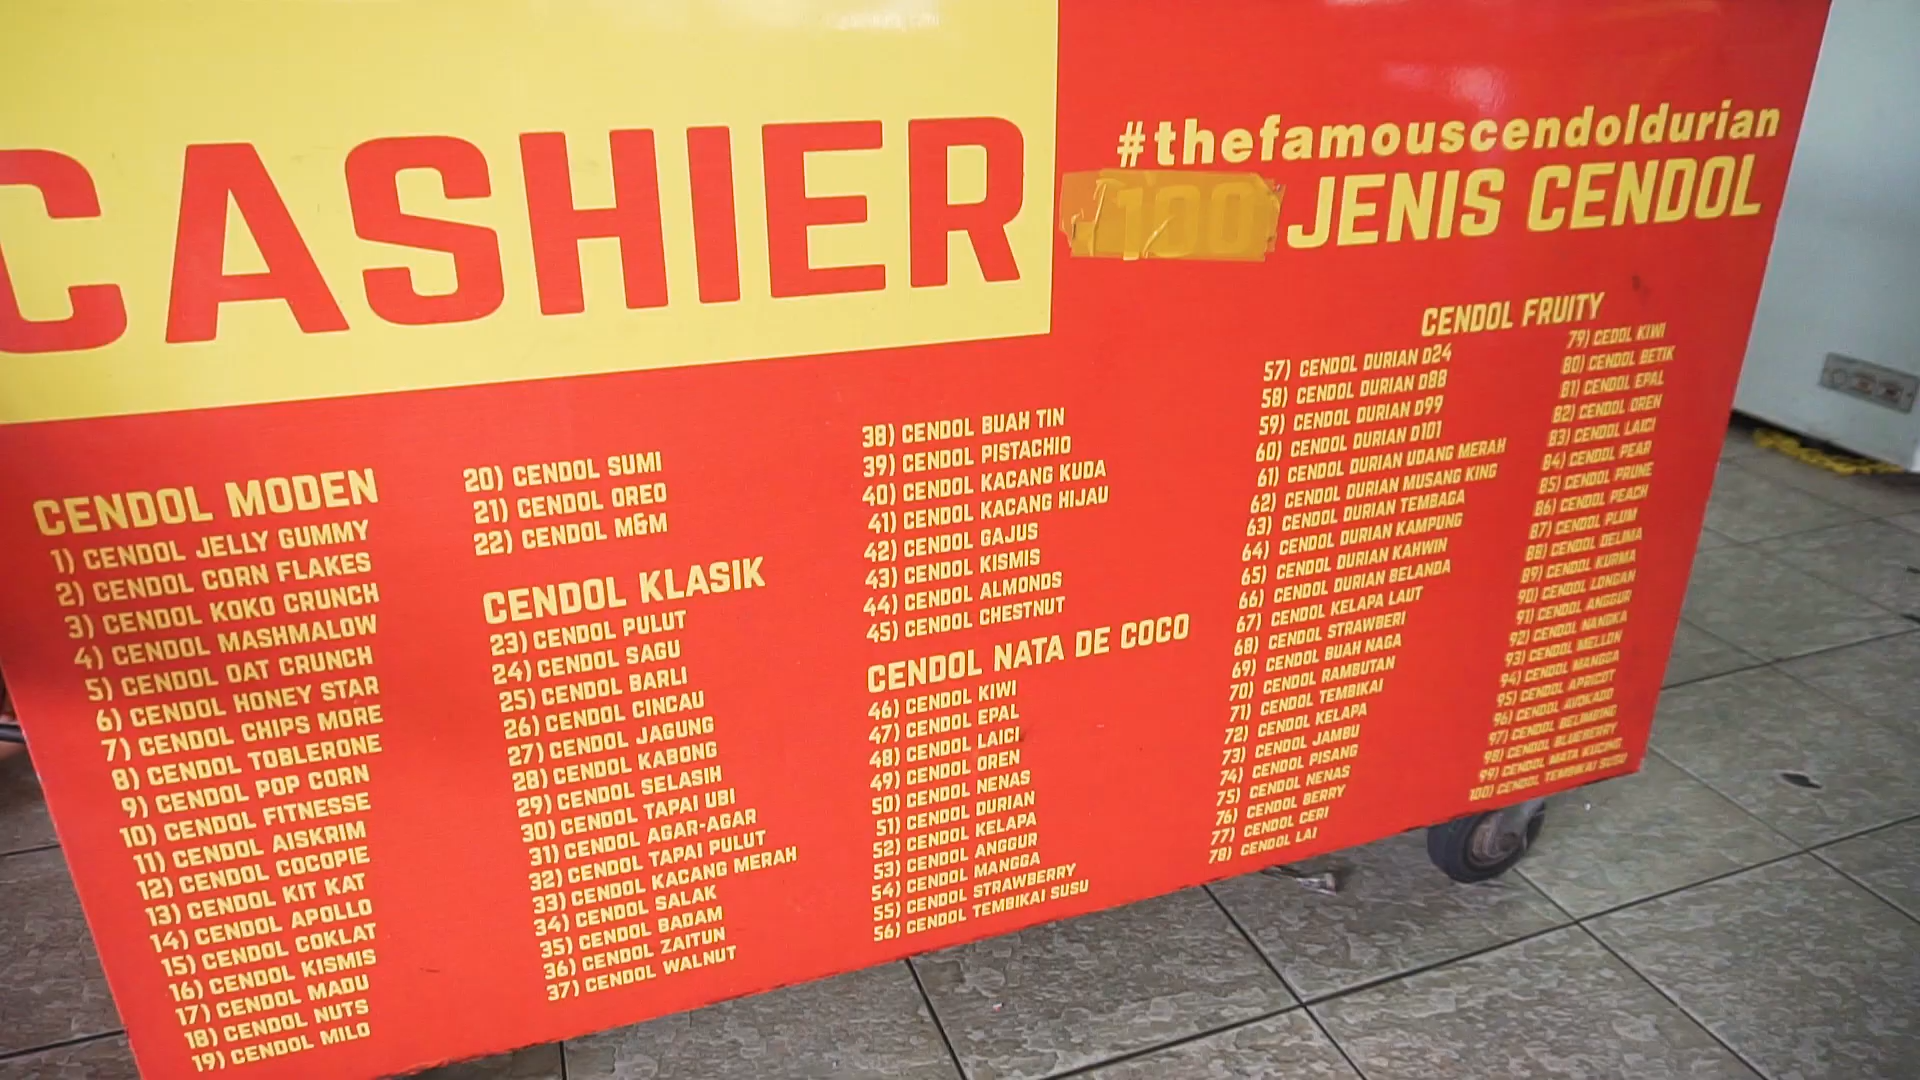 CASHIER
#thefamouscendoldurian
100 JENIS CENDOL
CENDOL MODEN
1) CENDOL JELLY GUMMY
2) CENDOL CORN FLAKES
3) CENDOL KOKO CRUNCH
4) CENDOL MASHMALOW
5) CENDOL OAT CRUNCH
6) CENDOL HONEY STAR
7) CENDOL CHIPS MORE
8) CENDOL TOBLERONE
9) CENDOL POP CORN
10) CENDOL FITNESSE
11) CENDOL AISKRIM
12) CENDOL COCOPIE
13) CENDOL KIT KAT
14) CENDOL APOLLO
15) CENDOL COKLAT
16) CENDOL KISMIS
17) CENDOL MADU
18) CENDOL NUTS
19) CENDOL MILO
20) CENDOL SUMI
21) CENDOL OREO
22) CENDOL M&M
CENDOL KLASIK
23) CENDOL PULUT
24) CENDOL SAGU
25) CENDOL BARLI
26) CENDOL CINCAU
27) CENDOL JAGUNG
28) CENDOL KABONG
29) CENDOL SELASIH
30) CENDOL TAPAI UBI
31) CENDOL AGAR-AGAR
32) CENDOL TAPAI PULUT
33) CENDOL KACANG MERAH
34) CENDOL SALAK
35) CENDOL BADAM
36) CENDOL ZAITUN
37) CENDOL WALNUT
38) CENDOL BUAH TIN
39) CENDOL PISTACHIO
40) CENDOL KACANG KUDA
41) CENDOL KACANG HIJAU
42) CENDOL GAJUS
43) CENDOL KISMIS
44) CENDOL ALMONDS
45) CENDOL CHESTNUT
CENDOL NATA DE COCO
46) CENDOL KIWI
47) CENDOL EPAL
48) CENDOL LAICI
49) CENDOL OREN
50) CENDOL NENAS
51) CENDOL DURIAN
52) CENDOL KELAPA
53) CENDOL ANGGUR
54) CENDOL MANGGA
55) CENDOL STRAWBERRY
56) CENDOL TEMBIKAI SUSU
CENDOL FRUITY
57) CENDOL DURIAN D24
58) CENDOL DURIAN D88
59) CENDOL DURIAN D99
60) CENDOL DURIAN D101
61) CENDOL DURIAN UDANG MERAH
62) CENDOL DURIAN MUSANG KING
63) CENDOL DURIAN TEMBAGA
64) CENDOL DURIAN KAMPUNG
65) CENDOL DURIAN KAHWIN
66) CENDOL DURIAN BELANDA
67) CENDOL KELAPA LAUT
68) CENDOL STRAWBERI
69) CENDOL BUAH NAGA
70) CENDOL RAMBUTAN
71) CENDOL TEMBIKAI
72) CENDOL KELAPA
73) CENDOL JAMBU
74) CENDOL PISANG
75) CENDOL NENAS
76) CENDOL BERRY
77) CENDOL CERI
78) CENDOL LAI
79) CEDOL KIWI
80) CENDOL BETIK
81) CENDOL EPAL
82) CENDOL OREN
83) CENDOL LAICI
84) CENDOL PEAR
85) CENDOL PRUNE
86) CENDOL PEACH
87) CENDOL PLUM
88) CENDOL DELIMA
89) CENDOL KURMA
90) CENDOL LONGAN
91) CENDOL ANGGUR
92) CENDOL NANGKA
93) CENDOL MELLON
94) CENDOL MANGGA
95) CENDOL APRICOT
96) CENDOL AVOKADO
97) CENDOL BELIMBING
98) CENDOL BLUEBERRY
99) CENDOL MATA KUCING
100) CENDOL TEMBIKAI SUSU